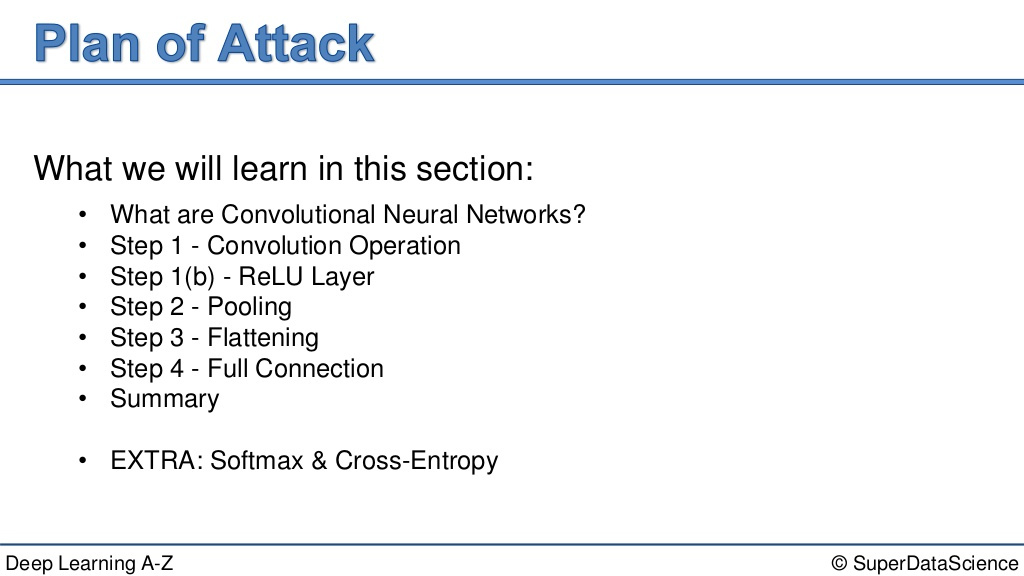 Plan of Attack
What we will learn in this section:
• What are Convolutional Neural Networks?
• Step 1 - Convolution Operation
• Step 1(b) - ReLU Layer
• Step 2 - Pooling
• Step 3 - Flattening
• Step 4 - Full Connection
• Summary
• EXTRA: Softmax & Cross-Entropy
Deep Learning A-Z
© SuperDataScience